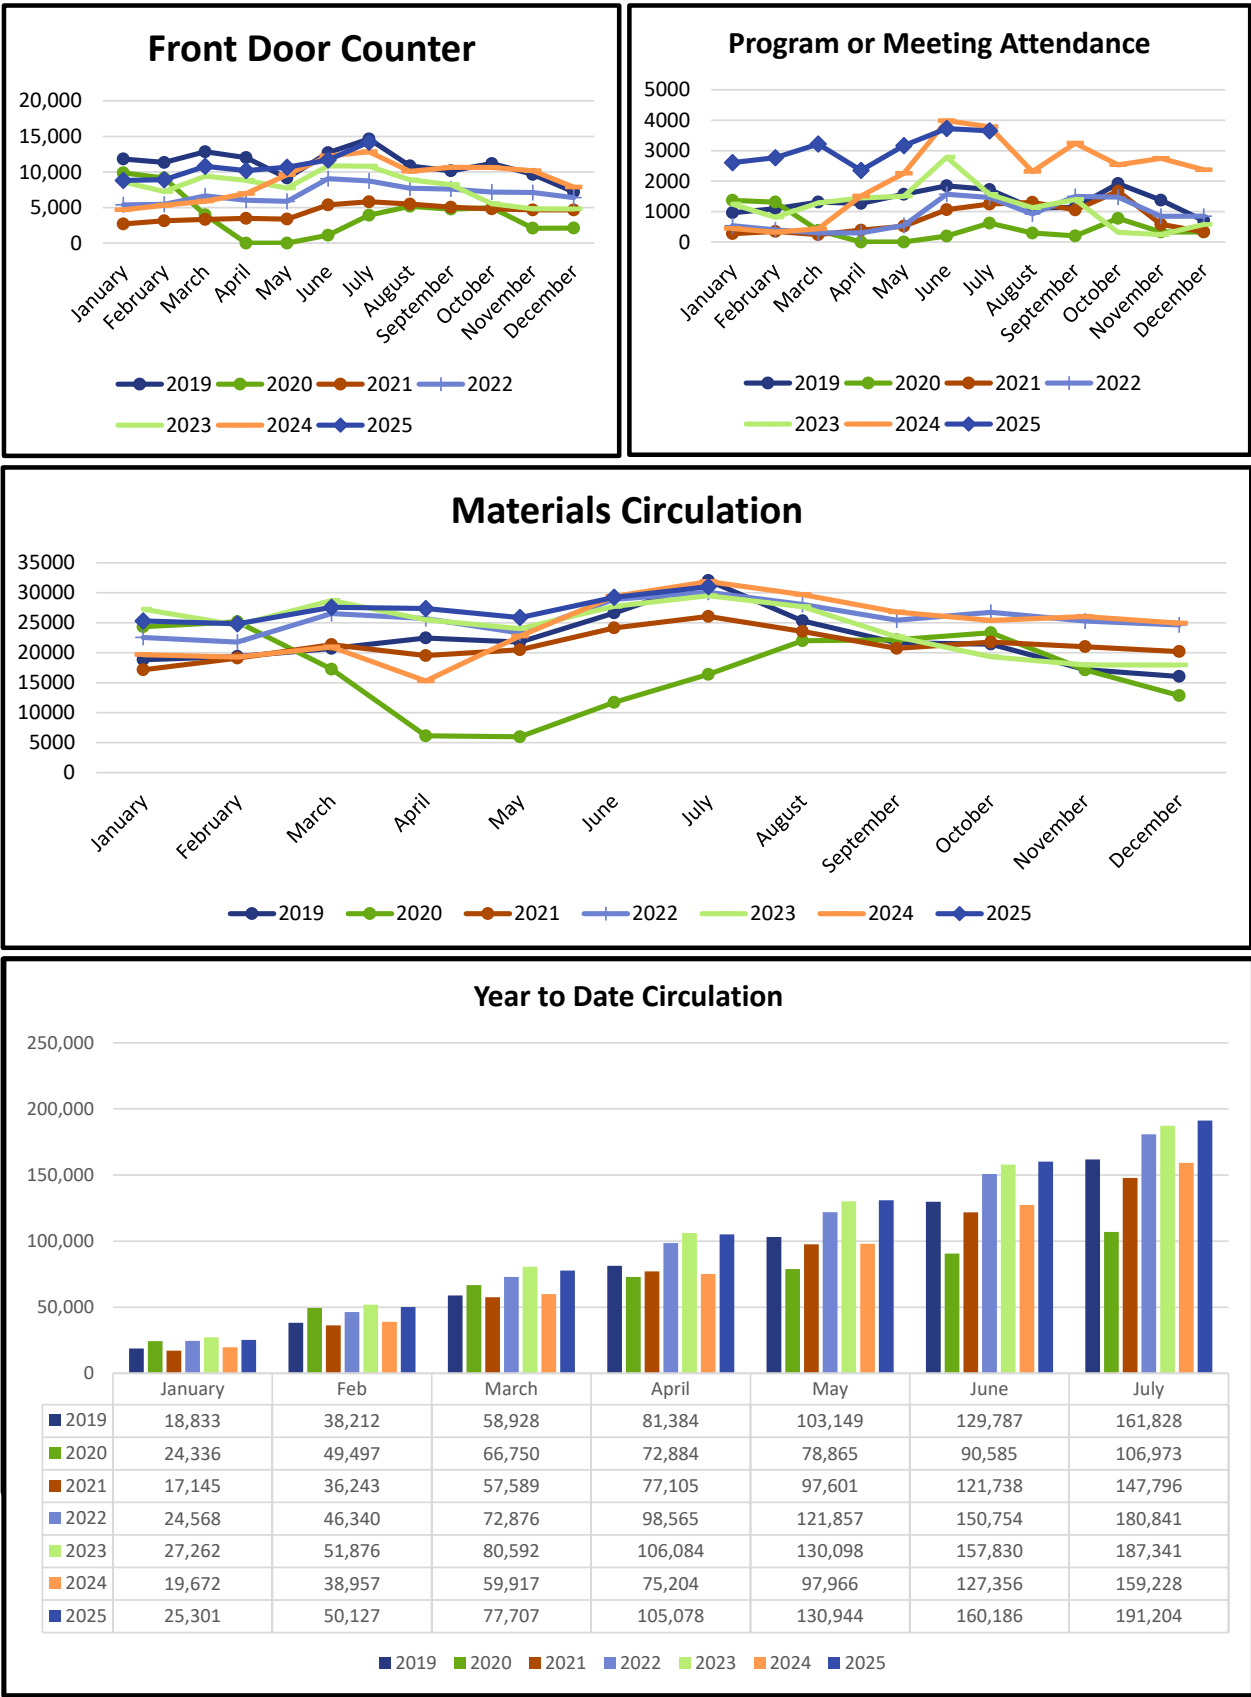 Front Door Counter
20,000
15,000
10,000
5,000
0
January February March April May June July August September October November December
2019 2020 2021 2022
2023 2024 2025
Program or Meeting Attendance
5000
4000
3000
2000
1000
0
January February March April May June July August September October November December
2019 2020 2021 2022
2023 2024 2025
Materials Circulation
35000
30000
25000
20000
15000
10000
5000
0
January February March April May June July August September October November December
2019 2020 2021 2022 2023 2024 2025
Year to Date Circulation
250,000
200,000
150,000
100,000
50,000
0
January Feb March April May June July
2019 18,833 38,212 58,928 81,384 103,149 129,787 161,828
2020 24,336 49,497 66,750 72,884 78,865 90,585 106,973
2021 17,145 36,243 57,589 77,105 97,601 121,738 147,796
2022 24,568 46,340 72,876 98,565 121,857 150,754 180,841
2023 27,262 51,876 80,592 106,084 130,098 157,830 187,341
2024 19,672 38,957 59,917 75,204 97,966 127,356 159,228
2025 25,301 50,127 77,707 105,078 130,944 160,186 191,204
2019 2020 2021 2022 2023 2024 2025